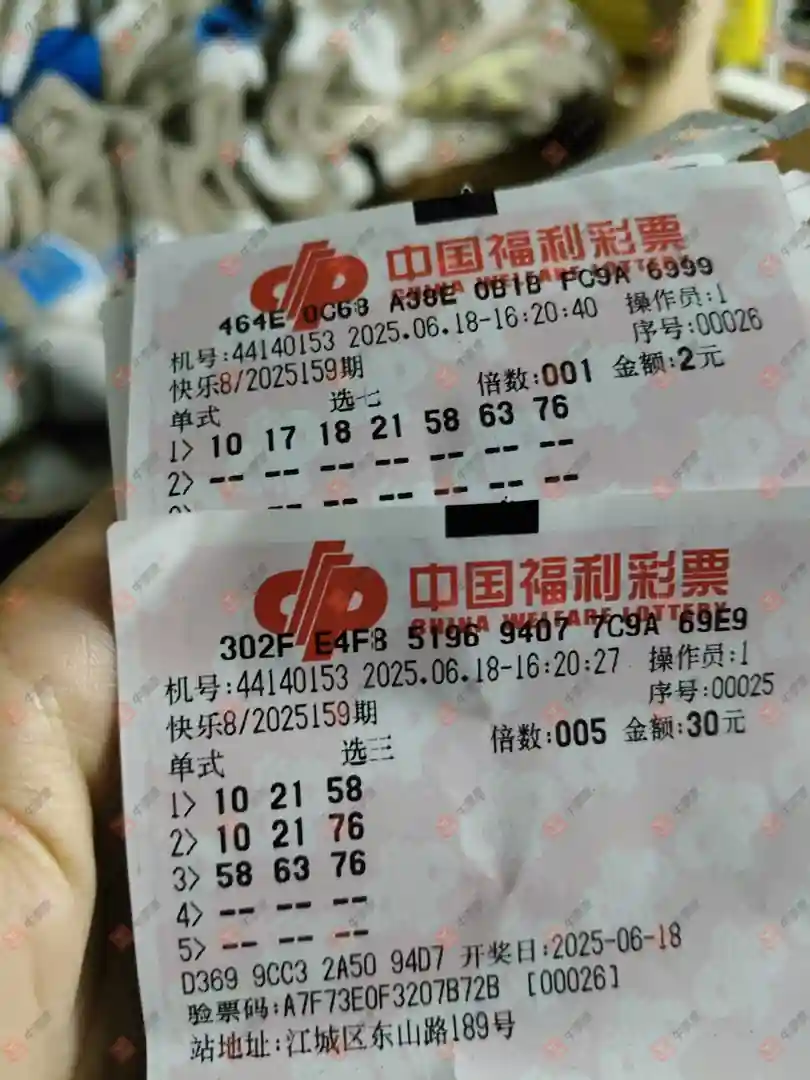 中国福利彩票
CHINA WELFARE LOTTERY
464E 0C68 A38E 0B1B FC9A 6999
机号:44140153 2025.06.18-16:20:40 操作员:1
序号:00026
快乐8/2025159期
单式 选七 倍数:001 金额:2元
1> 10 17 18 21 58 63 76
2> -- -- -- -- -- -- --
中国福利彩票
CHINA WELFARE LOTTERY
302F E4F8 5196 9407 7C9A 69E9
机号:44140153 2025.06.18-16:20:27 操作员:1
序号:00025
快乐8/2025159期
单式 选三 倍数:005 金额:30元
1> 10 21 58
2> 10 21 76
3> 58 63 76
4> -- -- --
5> -- -- --
D369 9CC3 2A50 94D7 开奖日:2025-06-18
验票码:A7F73E0F3207B72B [00026]
站地址:江城区东山路189号